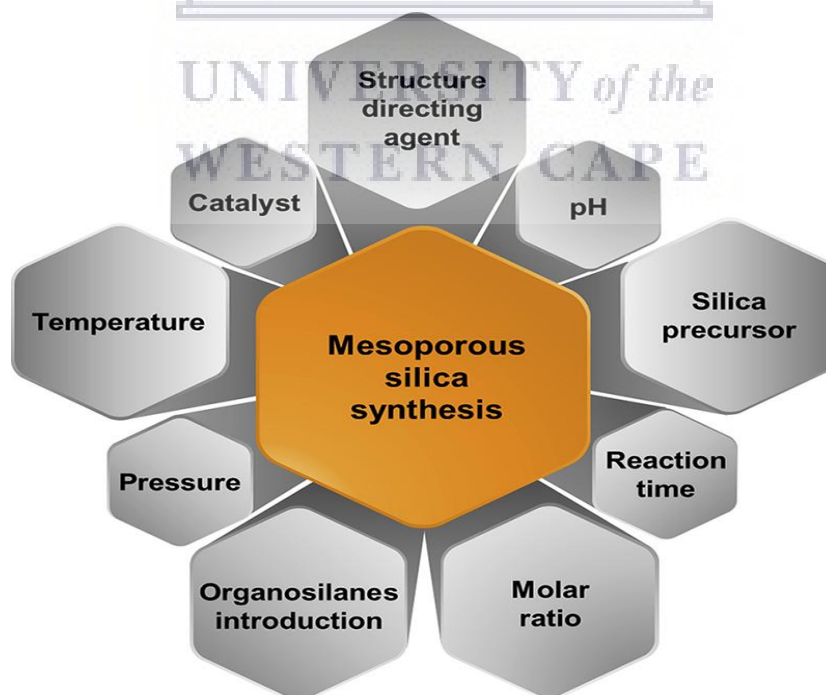 UNIVERSITY of the
WESTERN CAPE
Structure
directing
agent
Catalyst
pH
Temperature
Silica
precursor
Mesoporous
silica
synthesis
Pressure
Reaction
time
Organosilanes
introduction
Molar
ratio